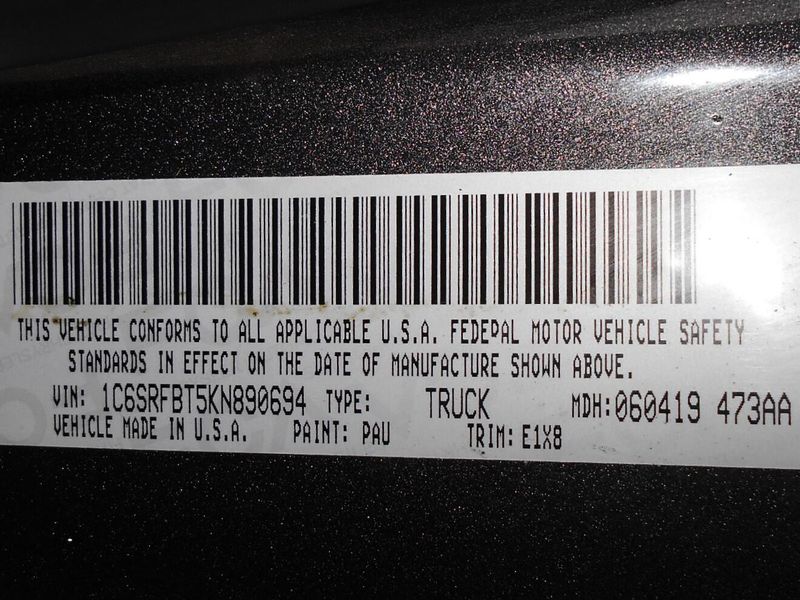 THIS VEHICLE CONFORMS TO ALL APPLICABLE U.S.A. FEDERAL MOTOR VEHICLE SAFETY
STANDARDS IN EFFECT ON THE DATE OF MANUFACTURE SHOWN ABOVE.
VIN: 1C6SRFBT5KN890694 TYPE: TRUCK MDH:060419 473AA
VEHICLE MADE IN U.S.A. PAINT: PAU TRIM: E1X8